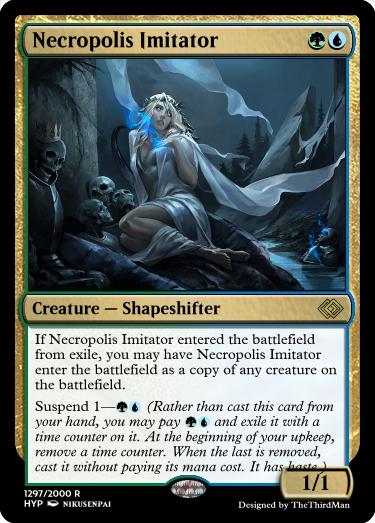 Necropolis Imitator
Creature — Shapeshifter
If Necropolis Imitator entered the battlefield
from exile, you may have Necropolis Imitator
enter the battlefield as a copy of any creature on
the battlefield.
Suspend 1— (Rather than cast this card from
your hand, you may pay and exile it with a
time counter on it. At the beginning of your upkeep,
remove a time counter. When the last is removed,
cast it without paying its mana cost. It has haste.)
1/1
1297/2000 R
HYP NIKUSENPAI
Designed by TheThirdMan